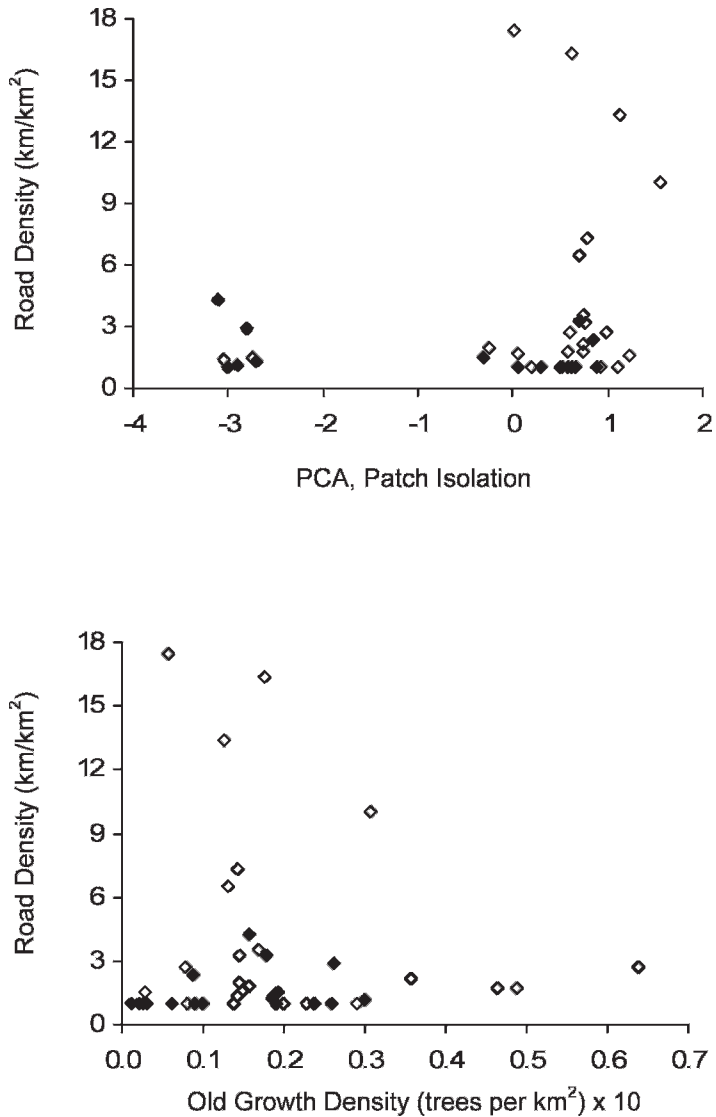 Road Density (km/km²)
18
15
12
9
6
3
0
-4 -3 -2 -1 0 1 2
PCA, Patch Isolation
Road Density (km/km²)
18
15
12
9
6
3
0
0.0 0.1 0.2 0.3 0.4 0.5 0.6 0.7
Old Growth Density (trees per km²) x 10